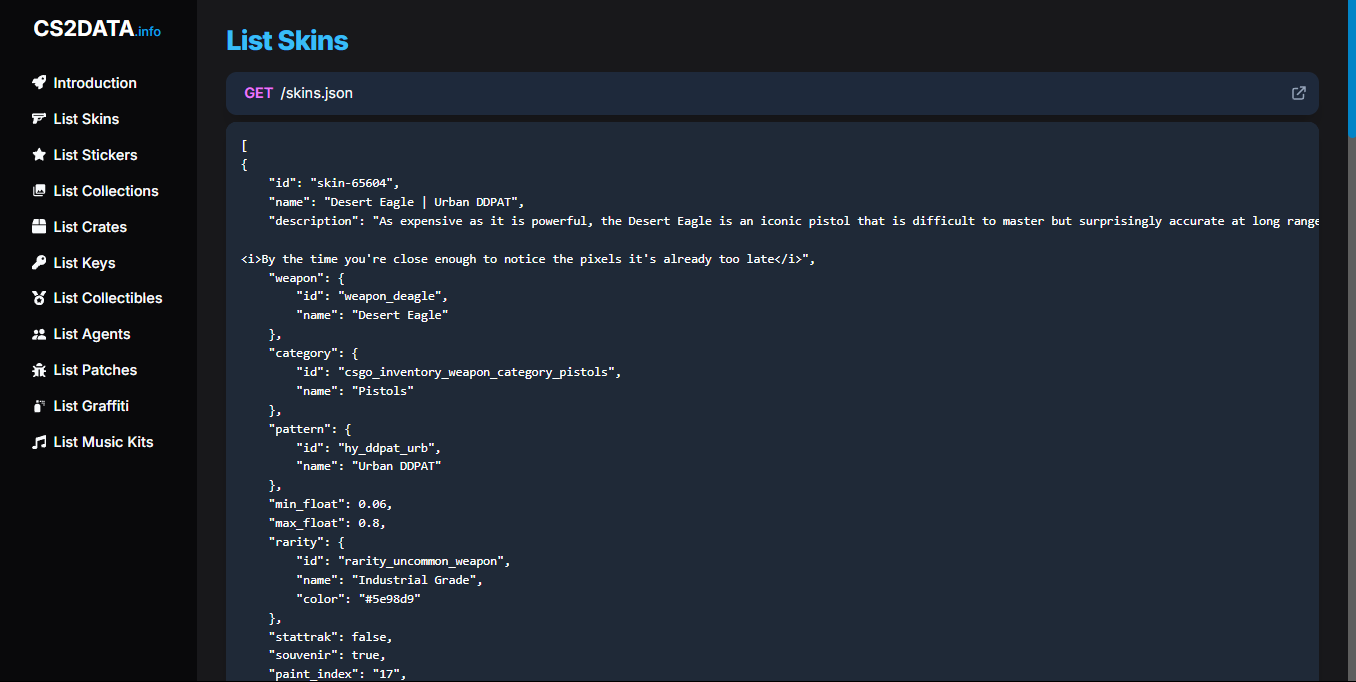 CS2DATA.info
Introduction
List Skins
List Stickers
List Collections
List Crates
List Keys
List Collectibles
List Agents
List Patches
List Graffiti
List Music Kits
List Skins
GET /skins.json
[
{
    "id": "skin-65604",
    "name": "Desert Eagle | Urban DDPAT",
    "description": "As expensive as it is powerful, the Desert Eagle is an iconic pistol that is difficult to master but surprisingly accurate at long range
<i>By the time you're close enough to notice the pixels it's already too late</i>",
    "weapon": {
        "id": "weapon_deagle",
        "name": "Desert Eagle"
    },
    "category": {
        "id": "csgo_inventory_weapon_category_pistols",
        "name": "Pistols"
    },
    "pattern": {
        "id": "hy_ddpat_urb",
        "name": "Urban DDPAT"
    },
    "min_float": 0.06,
    "max_float": 0.8,
    "rarity": {
        "id": "rarity_uncommon_weapon",
        "name": "Industrial Grade",
        "color": "#5e98d9"
    },
    "stattrak": false,
    "souvenir": true,
    "paint_index": "17",